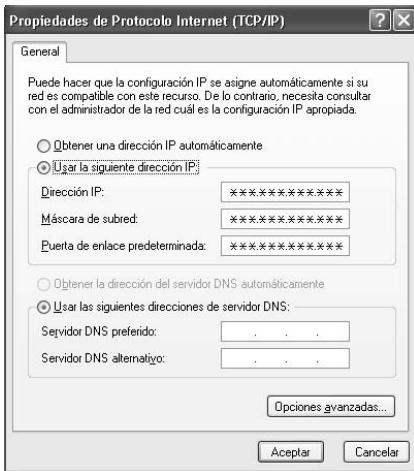 Propiedades de Protocolo Internet (TCP/IP)
General
Puede hacer que la configuración IP se asigne automáticamente si su
red es compatible con este recurso. De lo contrario, necesita consultar
con el administrador de la red cuál es la configuración IP apropiada.
Obtener una dirección IP automáticamente
Usar la siguiente dirección IP:
Dirección IP: ***.***.***.***
Máscara de subred: ***.***.***.***
Puerta de enlace predeterminada: ***.***.***.***
Obtener la dirección del servidor DNS automáticamente
Usar las siguientes direcciones de servidor DNS:
Servidor DNS preferido: . . .
Servidor DNS alternativo: . . .
Opciones avanzadas...
Aceptar Cancelar